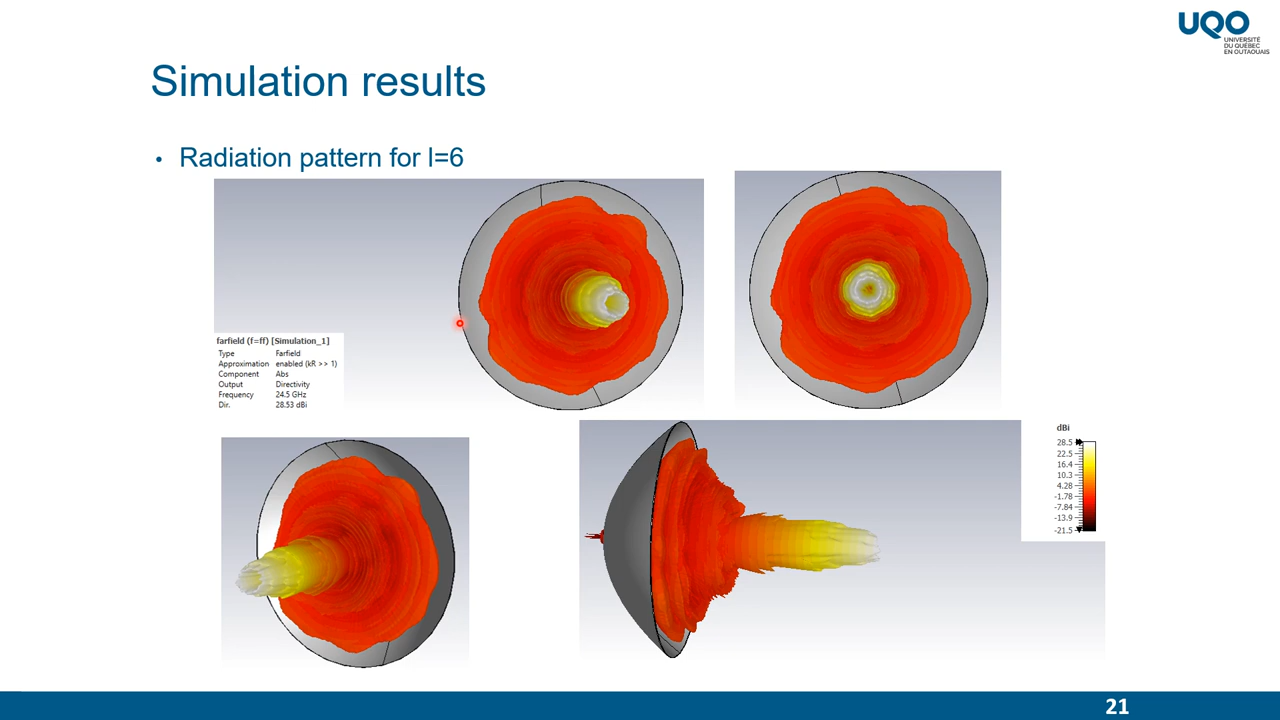 UQO
UNIVERSITÉ
DU QUÉBEC
EN OUTAOUAIS
Simulation results
• Radiation pattern for l=6
farfield (f=ff) [Simulation_1]
Type Farfield
Approximation enabled (kR >> 1)
Component Abs
Output Directivity
Frequency 24.5 GHz
Dir. 28.53 dBi
dBi
28.5
22.5
16.4
10.3
4.28
-1.78
-7.84
-13.9
-21.5
21